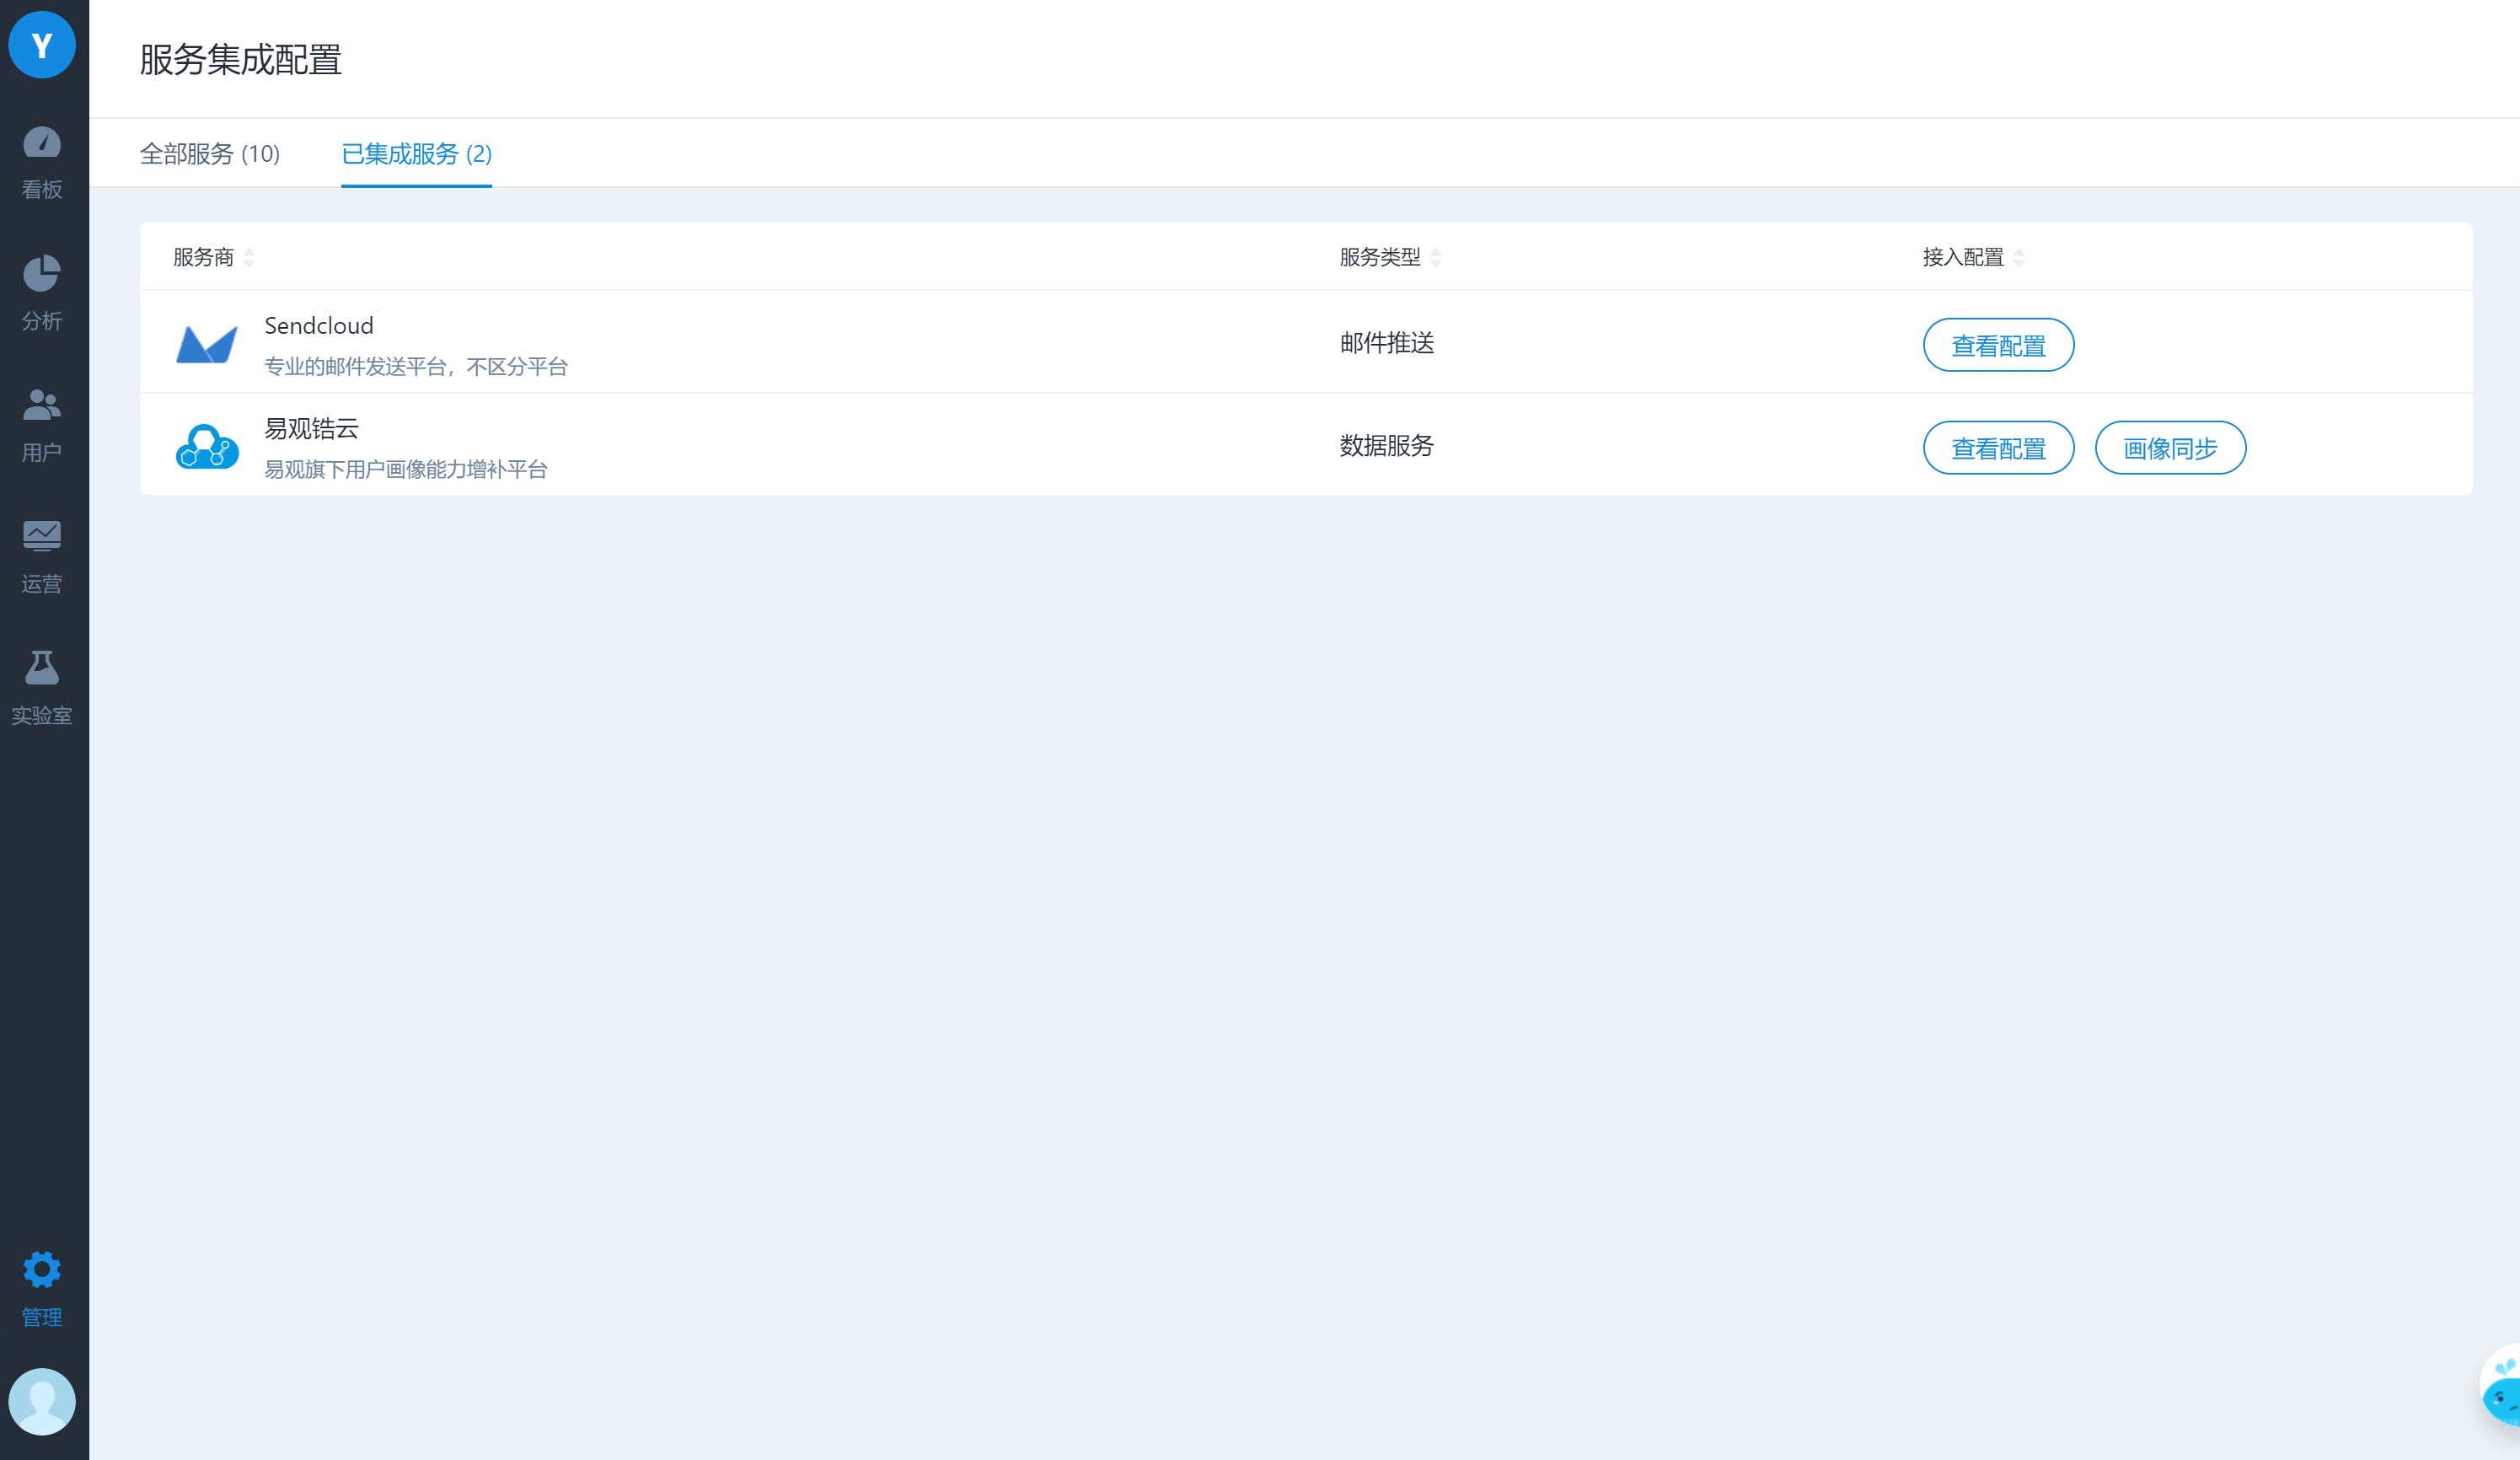 Y
服务集成配置
看板
分析
用户
运营
实验室
管理
全部服务 (10)
已集成服务 (2)
服务商
服务类型
接入配置
Sendcloud
专业的邮件发送平台，不区分平台
邮件推送
查看配置
易观锆云
易观旗下用户画像能力增补平台
数据服务
查看配置
画像同步